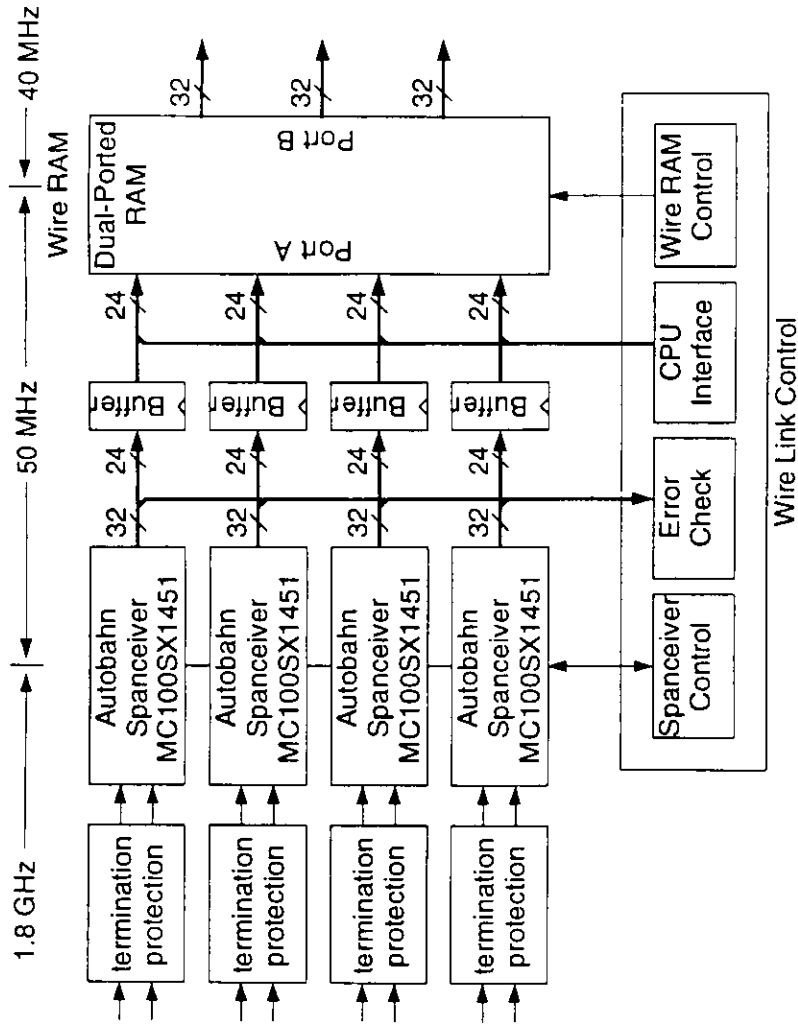 1.8 GHz
50 MHz
40 MHz
Wire RAM
termination
protection
Autobahn
Spanceiver
MC100SX1451
32
24
Buffer
24
Dual-Ported
RAM
32
termination
protection
Autobahn
Spanceiver
MC100SX1451
32
24
Buffer
24
Port A
Port B
32
termination
protection
Autobahn
Spanceiver
MC100SX1451
32
24
Buffer
24
32
termination
protection
Autobahn
Spanceiver
MC100SX1451
32
24
Buffer
24
Spanceiver
Control
Error
Check
CPU
Interface
Wire RAM
Control
Wire Link Control